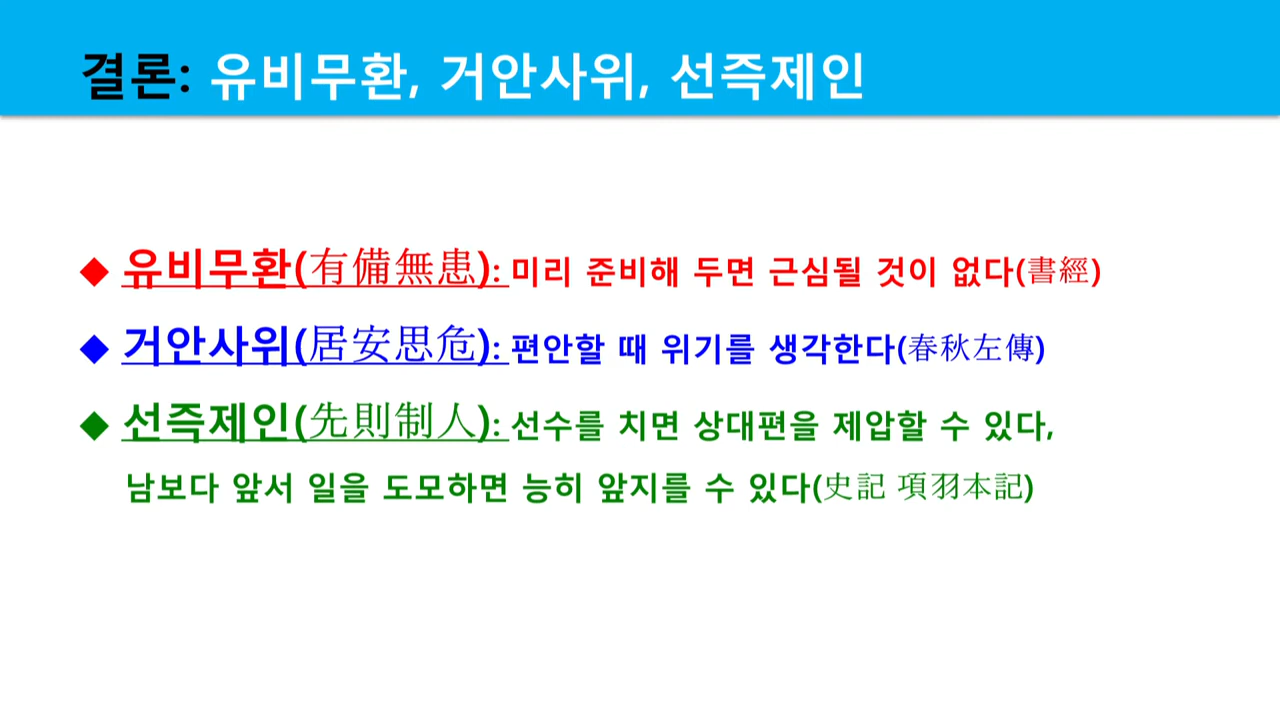 결론: 유비무환, 거안사위, 선즉제인
◆ 유비무환(有備無患): 미리 준비해 두면 근심될 것이 없다(書經)
◆ 거안사위(居安思危): 편안할 때 위기를 생각한다(春秋左傳)
◆ 선즉제인(先則制人): 선수를 치면 상대편을 제압할 수 있다,
남보다 앞서 일을 도모하면 능히 앞지를 수 있다(史記 項羽本記)